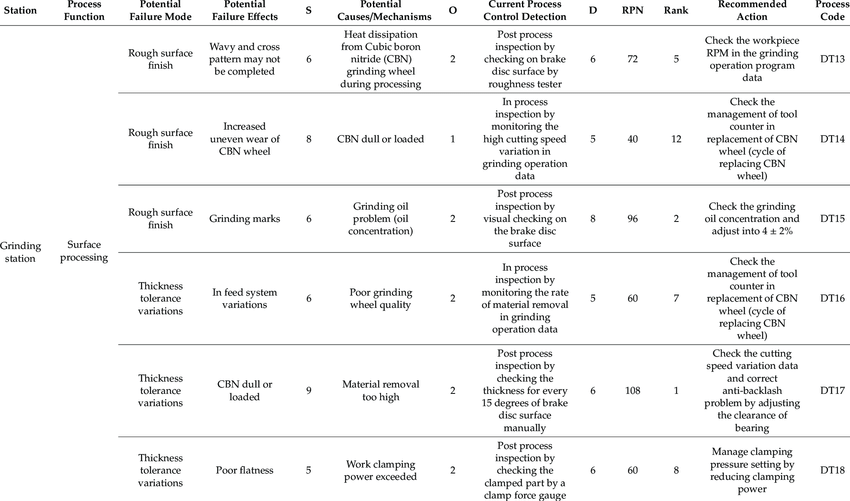 Station
Process
Function
Potential
Failure Mode
Potential
Failure Effects
S
Potential
Causes/Mechanisms
O
Current Process
Control Detection
D
RPN
Rank
Recommended
Action
Process
Code
Grinding
station
Surface
processing
Rough surface
finish
Wavy and cross
pattern may not
be completed
6
Heat dissipation
from Cubic boron
nitride (CBN)
grinding wheel
during processing
2
Post process
inspection by
checking on brake
disc surface by
roughness tester
6
72
5
Check the workpiece
RPM in the grinding
operation program
data
DT13
Rough surface
finish
Increased
uneven wear of
CBN wheel
8
CBN dull or loaded
1
In process
inspection by
monitoring the
high cutting speed
variation in
grinding operation
data
5
40
12
Check the
management of tool
counter in
replacement of CBN
wheel (cycle of
replacing CBN
wheel)
DT14
Rough surface
finish
Grinding marks
6
Grinding oil
problem (oil
concentration)
2
Post process
inspection by
visual checking on
the brake disc
surface
8
96
2
Check the grinding
oil concentration and
adjust into 4 ± 2%
DT15
Thickness
tolerance
variations
In feed system
variations
6
Poor grinding
wheel quality
2
In process
inspection by
monitoring the rate
of material removal
in grinding
operation data
5
60
7
Check the
management of tool
counter in
replacement of CBN
wheel (cycle of
replacing CBN
wheel)
DT16
Thickness
tolerance
variations
CBN dull or
loaded
9
Material removal
too high
2
Post process
inspection by
checking the
thickness for every
15 degrees of brake
disc surface
manually
6
108
1
Check the cutting
speed variation data
and correct
anti-backlash
problem by adjusting
the clearance of
bearing
DT17
Thickness
tolerance
variations
Poor flatness
5
Work clamping
power exceeded
2
Post process
inspection by
checking the
clamped part by a
clamp force gauge
6
60
8
Manage clamping
pressure setting by
reducing clamping
power
DT18